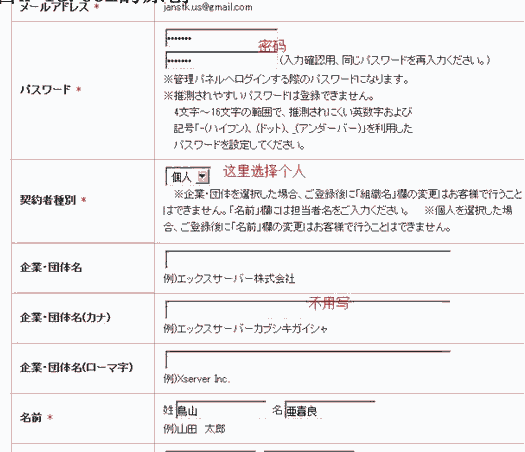 メールアドレス * janstk.us@gmail.com
•••••••
密码
••••••• (入力確認用、同じパスワードを再入力ください。)
パスワード *
※管理パネルへログインする際のパスワードになります。
※推測されやすいパスワードは登録できません。
4文字~16文字の範囲で、推測されにくい英数字および
記号「-(ハイフン)、.(ドット)、_(アンダーバー)」を利用した
パスワードを設定してください。
契約者種別 *
個人 这里选择个人
※企業・団体を選択した場合、ご登録後に「組織名」欄の変更はお客様で行うこと
はできません。「名前」欄には担当者名をご入力ください。 ※個人を選択した場
合、ご登録後に「名前」欄の変更はお客様で行うことはできません。
企業・団体名
例)エックスサーバー株式会社
不用写
企業・団体名(カナ)
例)エックスサーバーカブシキガイシャ
企業・団体名(ローマ字)
例)Xserver Inc.
名前 *
姓 鳥山 名 亜喜良
例)山田 太郎